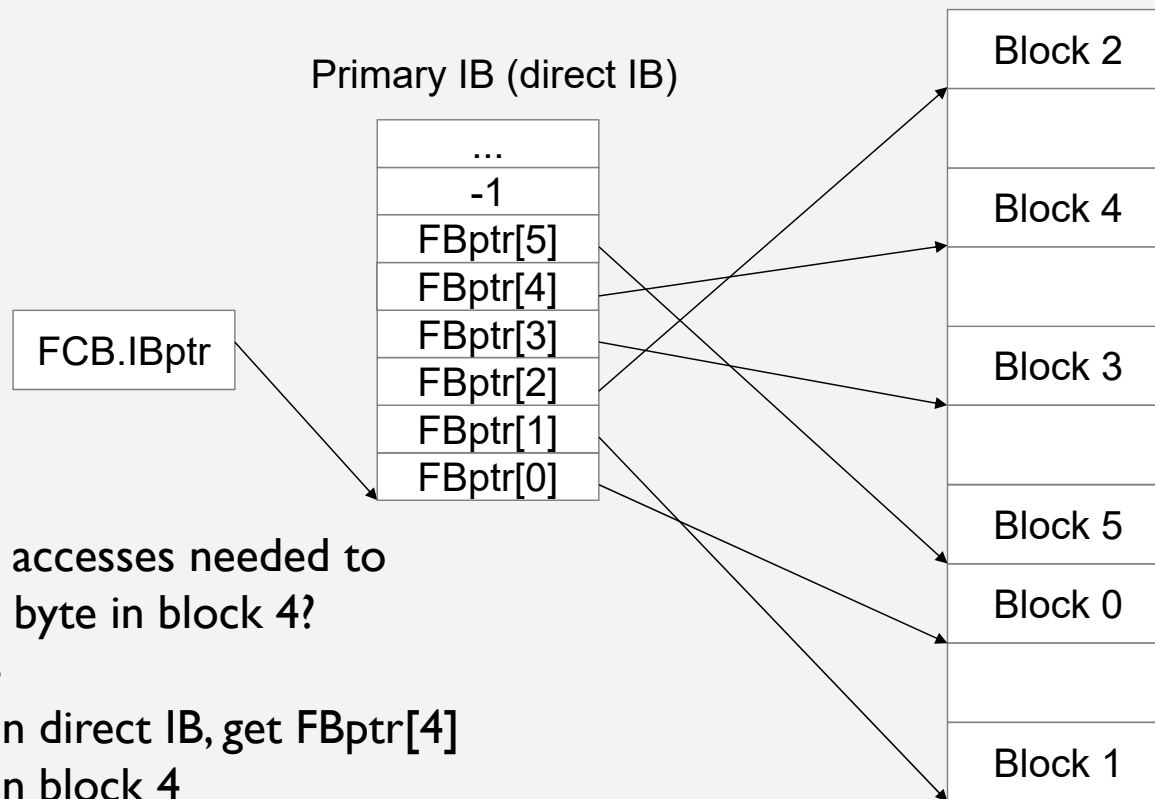 Primary IB (direct IB)
...
-1
FBptr[5]
FBptr[4]
FBptr[3]
FBptr[2]
FBptr[1]
FBptr[0]
FCB.IBptr
Block 2
Block 4
Block 3
Block 5
Block 0
Block 1
accesses needed to
byte in block 4?
n direct IB, get FBptr[4]
n block 4